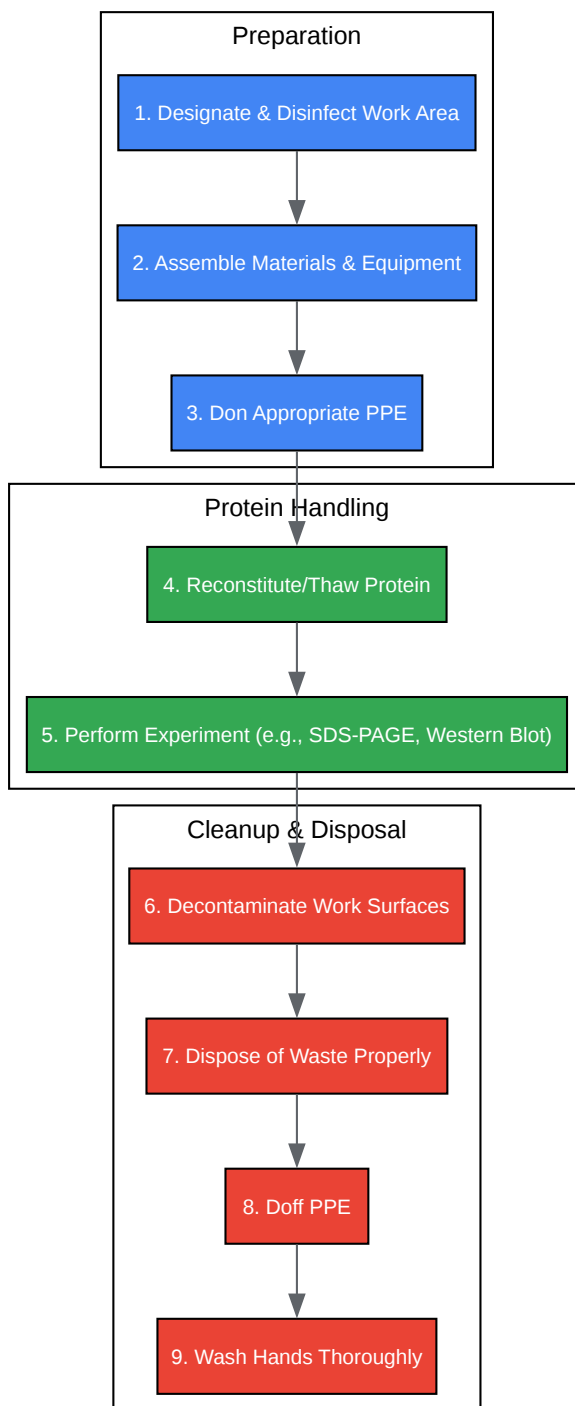 Preparation
1. Designate & Disinfect Work Area
2. Assemble Materials & Equipment
3. Don Appropriate PPE
Protein Handling
4. Reconstitute/Thaw Protein
5. Perform Experiment (e.g., SDS-PAGE, Western Blot)
Cleanup & Disposal
6. Decontaminate Work Surfaces
7. Dispose of Waste Properly
8. Doff PPE
9. Wash Hands Thoroughly